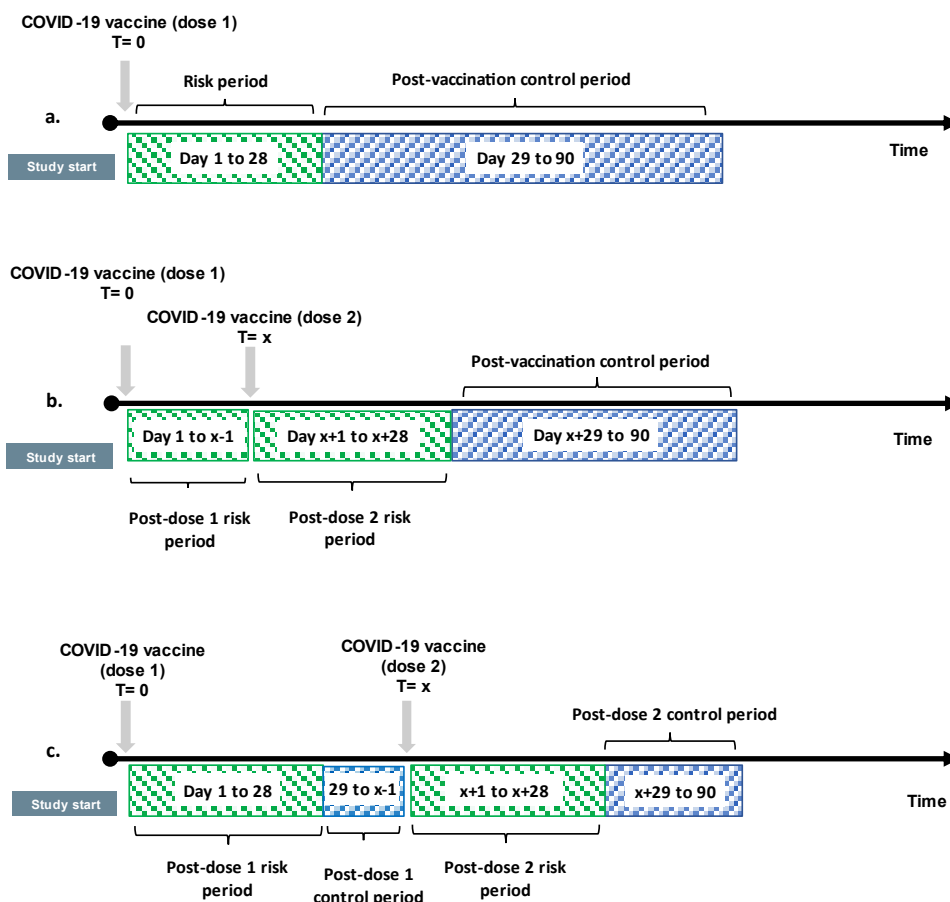 COVID-19 vaccine (dose 1)
T= 0
Risk period
Post-vaccination control period
a.
Time
Study start
Day 1 to 28
Day 29 to 90
COVID-19 vaccine (dose 1)
T= 0
COVID-19 vaccine (dose 2)
T= x
Post-vaccination control period
b.
Time
Study start
Day 1 to x-1
Day x+1 to x+28
Day x+29 to 90
Post-dose 1 risk
period
Post-dose 2 risk
period
COVID-19 vaccine
(dose 1)
T= 0
COVID-19 vaccine
(dose 2)
T= x
Post-dose 2 control period
c.
Time
Study start
Day 1 to 28
29 to x-1
x+1 to x+28
x+29 to 90
Post-dose 1 risk
period
Post-dose 1
control period
Post-dose 2 risk
period